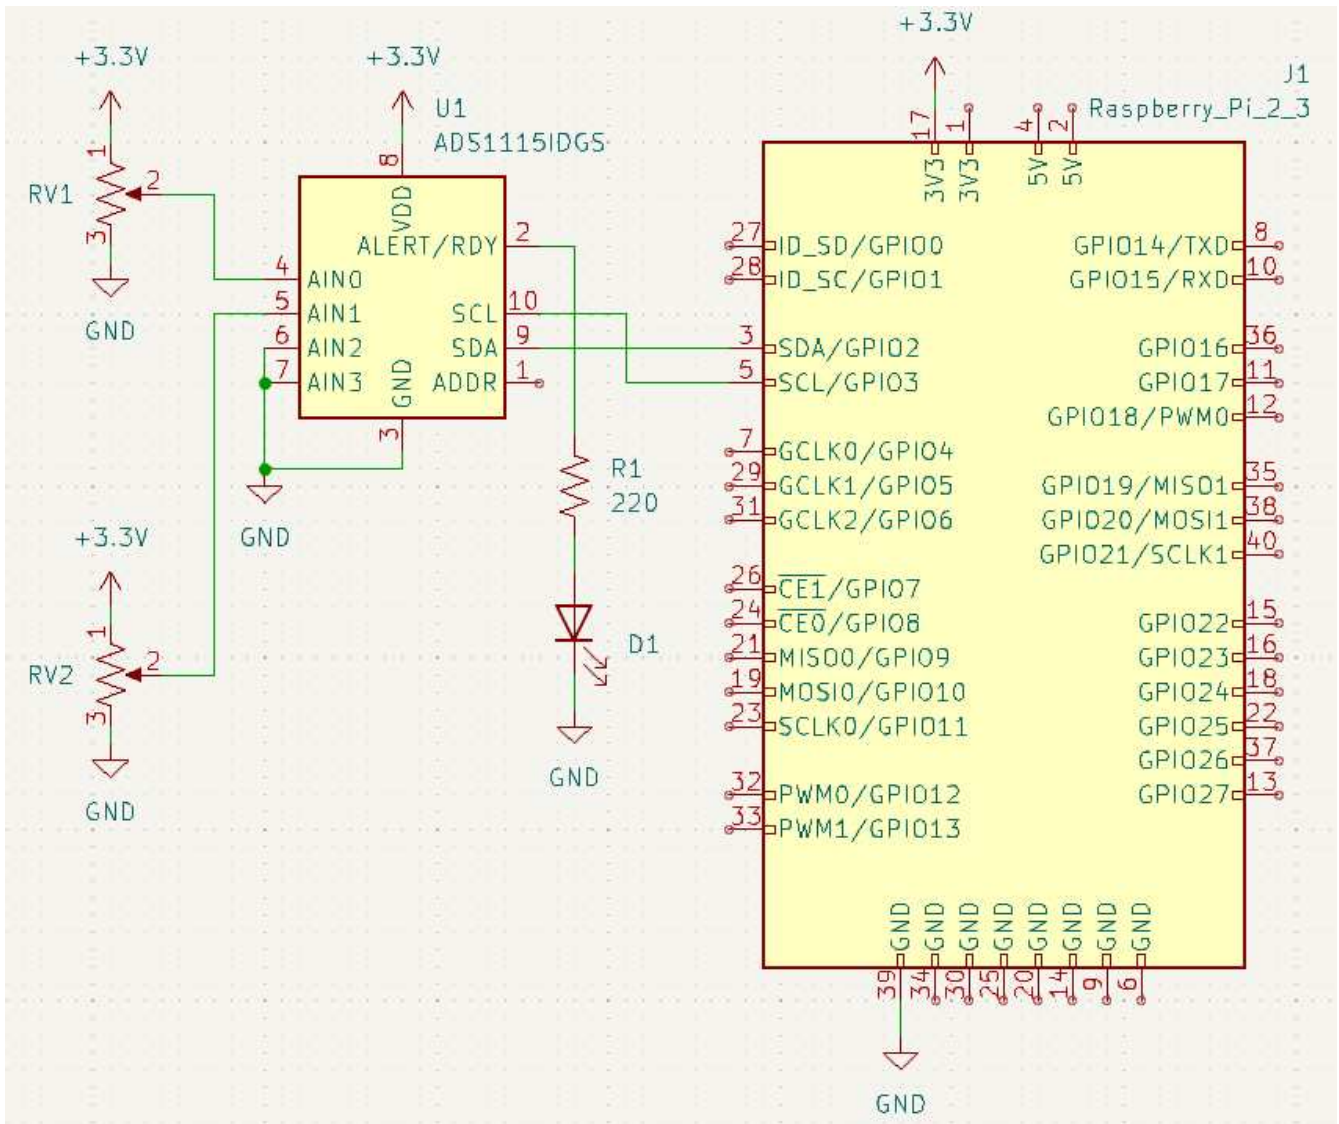 +3.3V
+3.3V
+3.3V
J1
Raspberry_Pi_2_3
U1
ADS1115IDGS
RV1
1
2
3
GND
8
VDD
ALERT/RDY 2
4 AIN0
5 AIN1
6 AIN2
7 AIN3
SCL 10
SDA 9
ADDR 1
GND
3
GND
+3.3V
RV2
1
2
3
GND
R1
220
D1
GND
17 1 4 2
3V3 3V3 5V 5V
27 ID_SD/GPIO0
28 ID_SC/GPIO1
3 SDA/GPIO2
5 SCL/GPIO3
7 GCLK0/GPIO4
29 GCLK1/GPIO5
31 GCLK2/GPIO6
26 CE1/GPIO7
24 CE0/GPIO8
21 MISO0/GPIO9
19 MOSI0/GPIO10
23 SCLK0/GPIO11
32 PWM0/GPIO12
33 PWM1/GPIO13
GPIO14/TXD 8
GPIO15/RXD 10
GPIO16 36
GPIO17 11
GPIO18/PWM0 12
GPIO19/MISO1 35
GPIO20/MOSI1 38
GPIO21/SCLK1 40
GPIO22 15
GPIO23 16
GPIO24 18
GPIO25 22
GPIO26 37
GPIO27 13
GND GND GND GND GND GND GND GND
39 34 30 25 20 14 9 6
GND